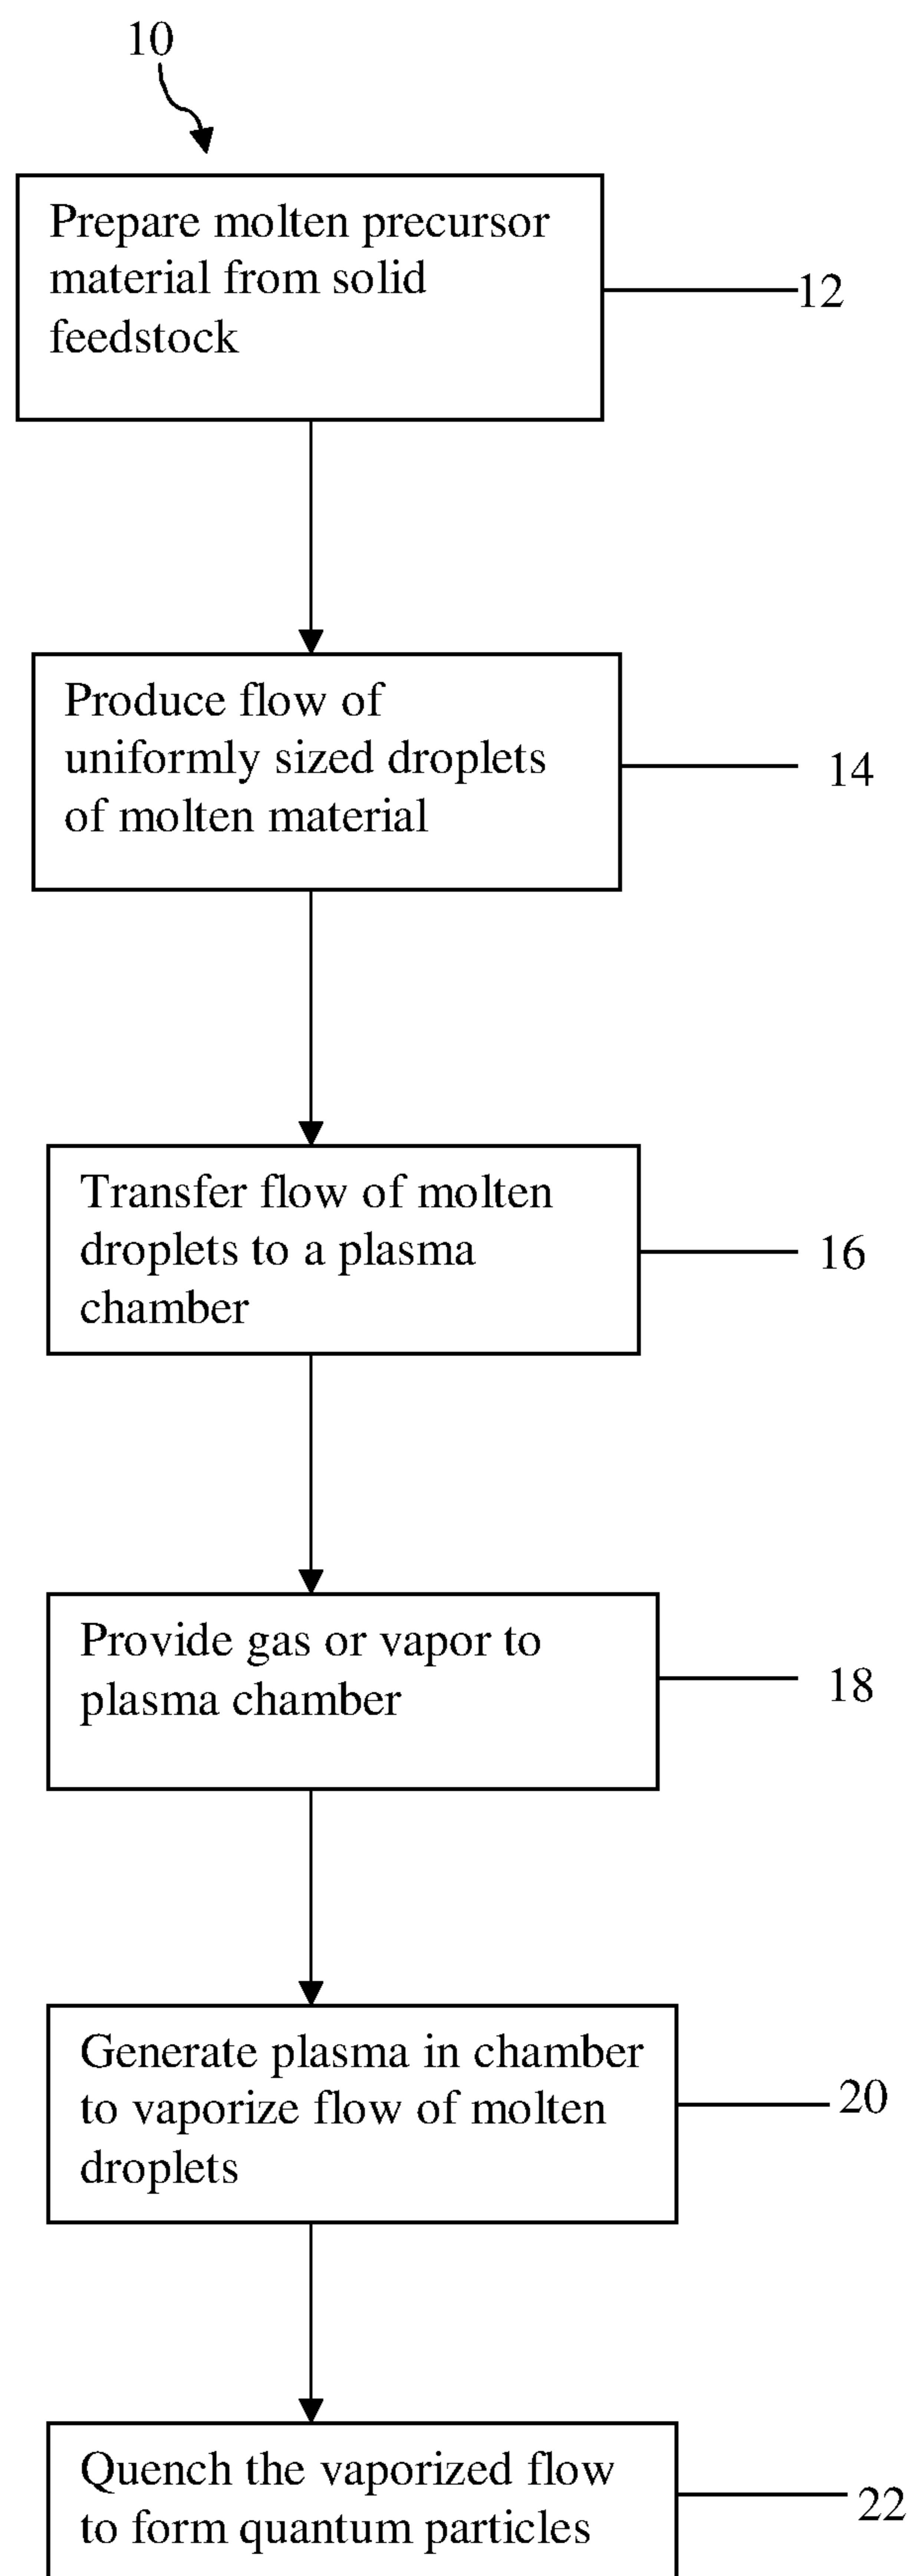 10
Prepare molten precursor
material from solid
feedstock
12
Produce flow of
uniformly sized droplets
of molten material
14
Transfer flow of molten
droplets to a plasma
chamber
16
Provide gas or vapor to
plasma chamber
18
Generate plasma in chamber
to vaporize flow of molten
droplets
20
Quench the vaporized flow
to form quantum particles
22